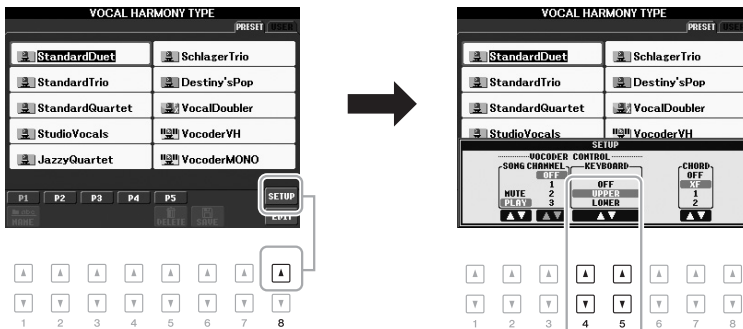 VOCAL HARMONY TYPE
PRESET USER
StandardDuet SchlagerTrio
StandardTrio Destiny'sPop
StandardQuartet VocalDoubler
StudioVocals VocoderVH
JazzyQuartet VocoderMONO
P1 P2 P3 P4 P5 SETUP
NAME DELETE SAVE EDIT
1 2 3 4 5 6 7 8
VOCAL HARMONY TYPE
PRESET USER
StandardDuet SchlagerTrio
StandardTrio Destiny'sPop
StandardQuartet VocalDoubler
StudioVocals VocoderVH
SETUP
VOCODER CONTROL
SONG CHANNEL KEYBOARD CHORD
OFF OFF
1 OFF XF
MUTE 2 UPPER 1
PLAY 3 LOWER 2
1 2 3 4 5 6 7 8